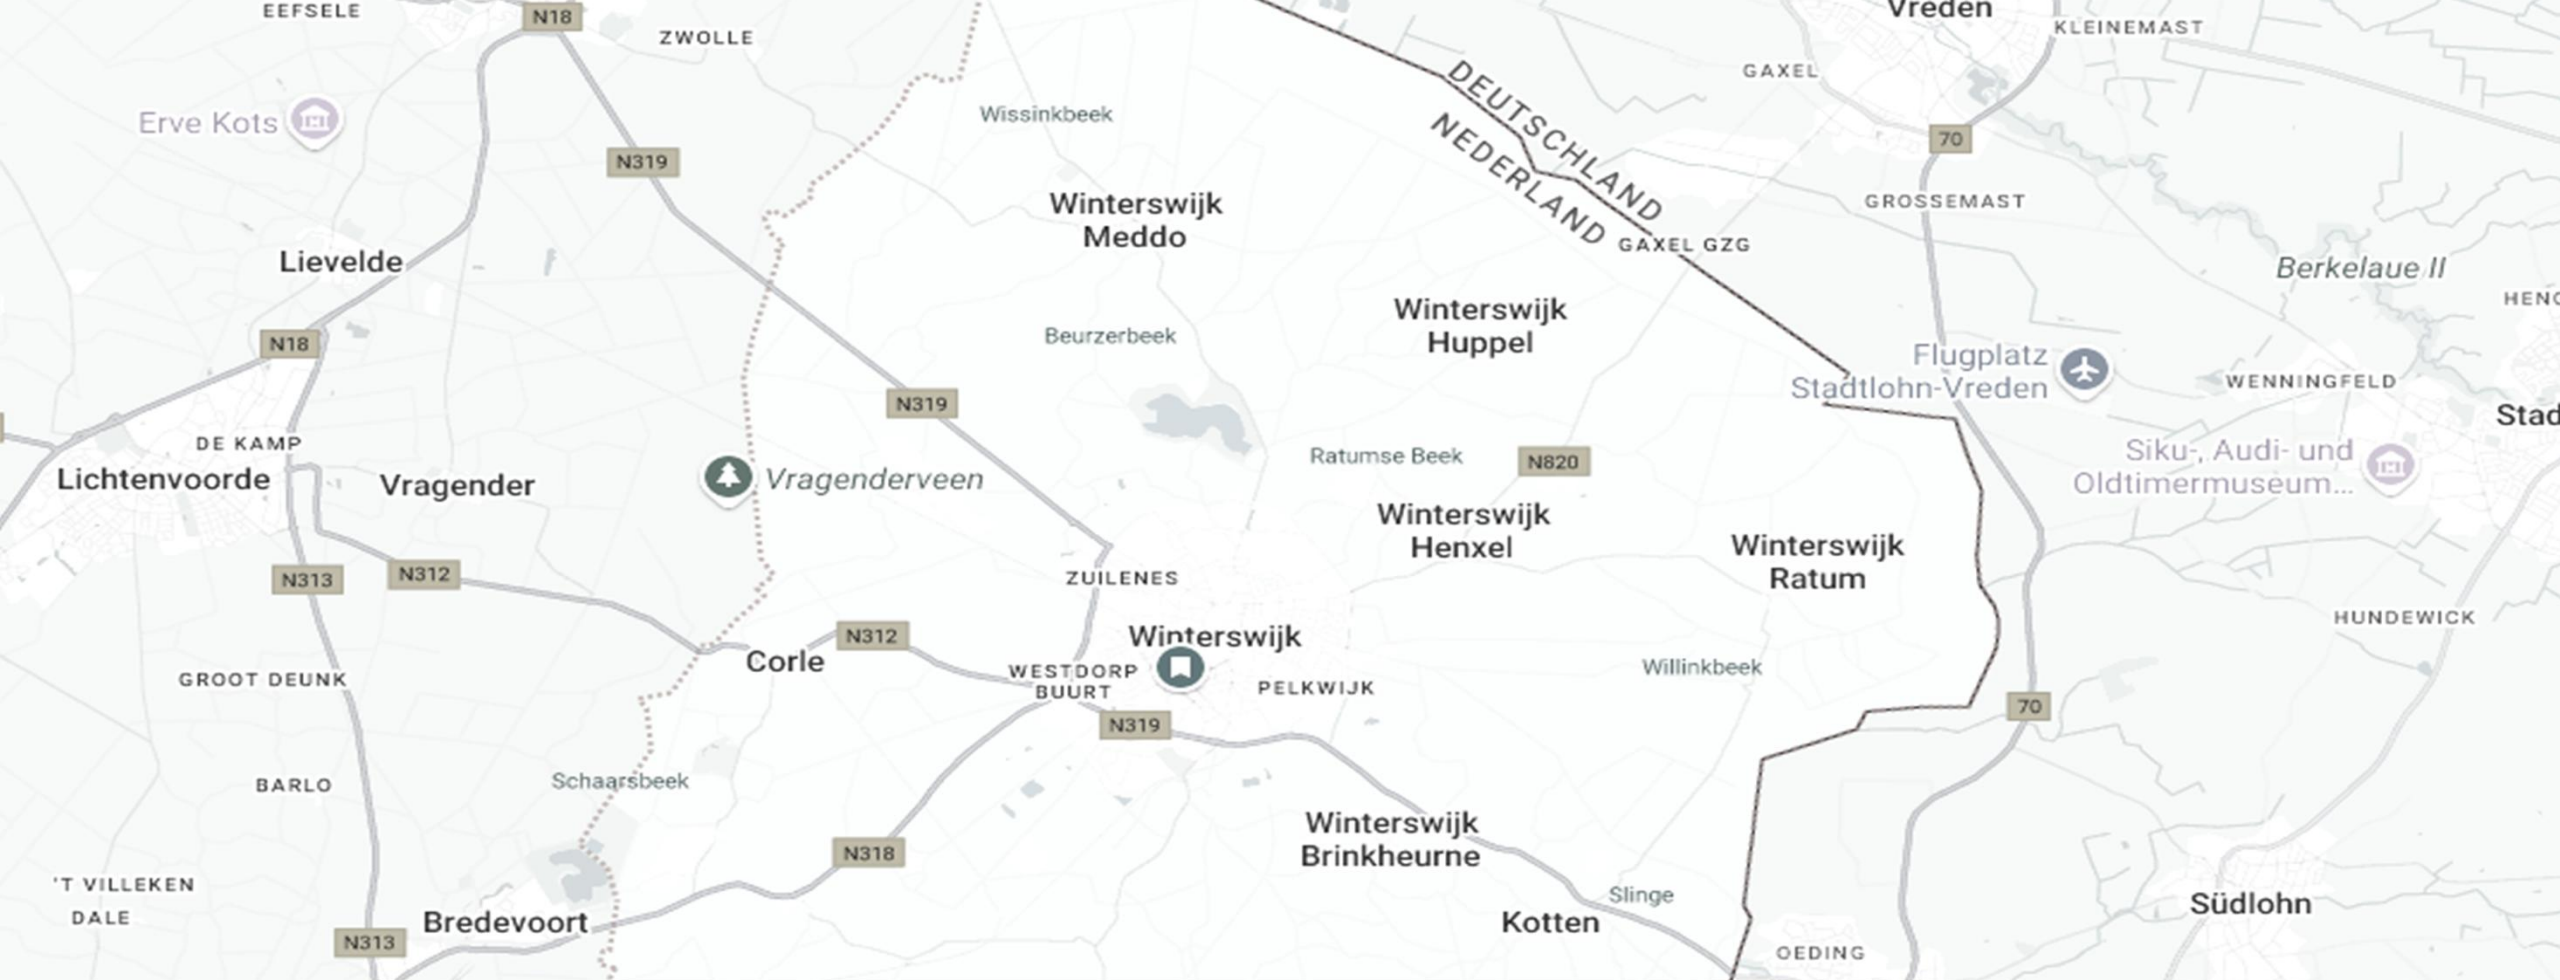 EEFSELE
N18
ZWOLLE
Vreden
KLEINEMAST
GAXEL
DEUTSCHLAND
NEDERLAND
Erve Kots
Wissinkbeek
70
N319
GROSSEMAST
Winterswijk
Meddo
GAXEL GZG
Lievelde
Berkelaue II
Winterswijk
Huppel
N18
Beurzerbeek
Flugplatz
Stadtlohn-Vreden
WENNINGFELD
N319
Stad
DE KAMP
Lichtenvoorde
Vragender
Vragenderveen
Ratumse Beek
N820
Siku-, Audi- und
Oldtimermuseum...
Winterswijk
Henxel
Winterswijk
Ratum
N313
N312
ZUILENES
HUNDEWICK
N312
Winterswijk
Corle
WESTDORP
BUURT
PELKWIJK
Willinkbeek
GROOT DEUNK
N319
70
BARLO
Schaarsbeek
Winterswijk
Brinkheurne
N318
'T VILLEKEN
DALE
Bredevoort
Slinge
Kotten
Südlohn
N313
OEDING